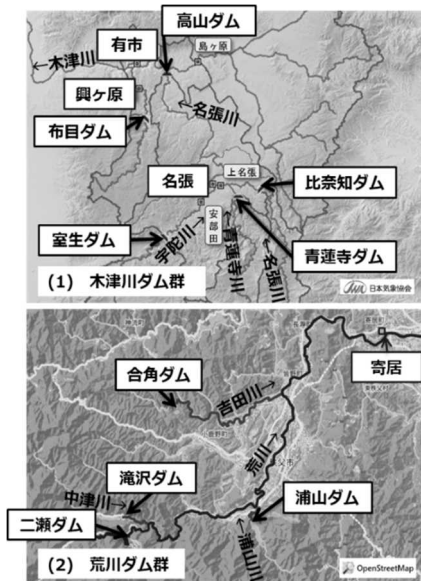 高山ダム
有市
島ヶ原
←木津川
興ヶ原
←名張川
布目ダム
名張
上名張
比奈知ダム
室生ダム
宇陀川→
安部田
←青蓮寺川
←名張川
青蓮寺ダム
(1) 木津川ダム群
日本気象協会
寄居
合角ダム
吉田川→
荒川→
滝沢ダム
中津川→
浦山ダム
二瀬ダム
←浦山川
(2) 荒川ダム群
OpenStreetMap